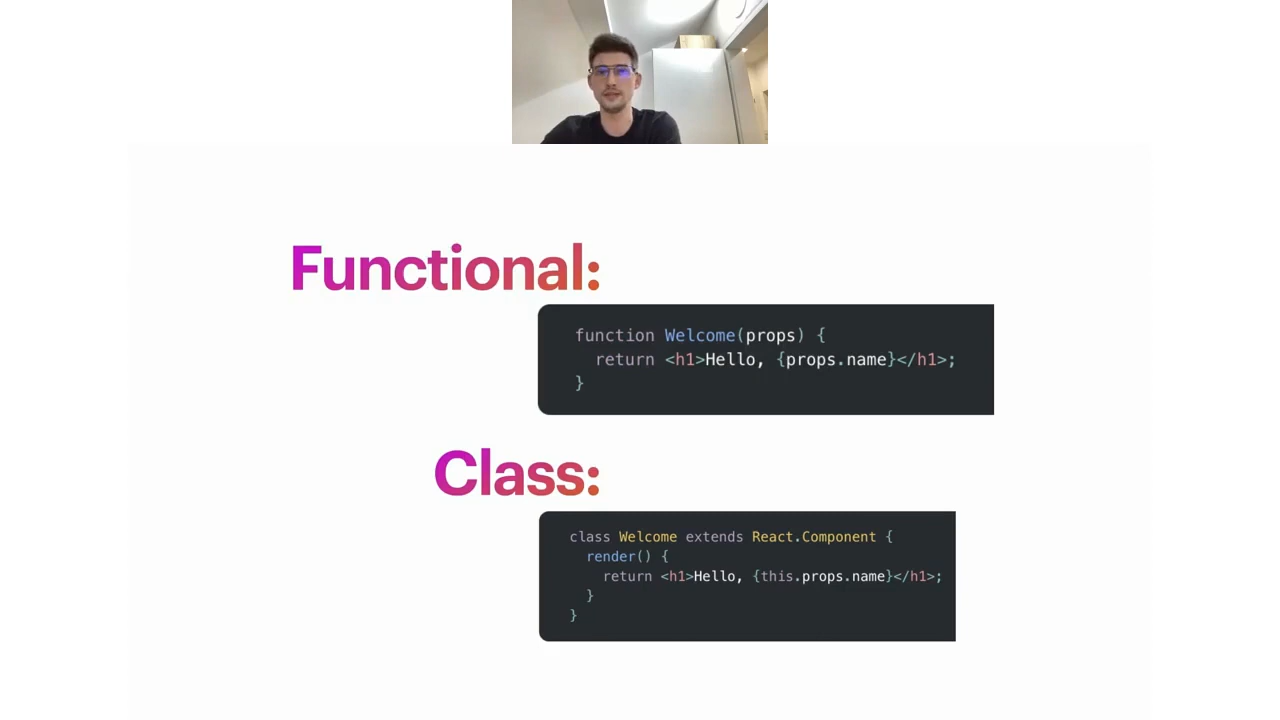 Functional:
function Welcome(props) {
  return <h1>Hello, {props.name}</h1>;
}
Class:
class Welcome extends React.Component {
  render() {
    return <h1>Hello, {this.props.name}</h1>;
  }
}